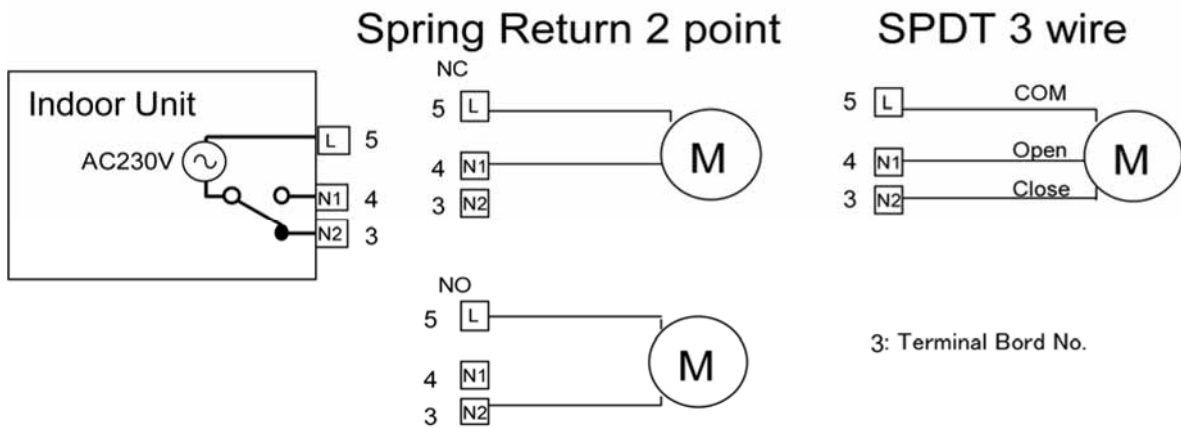 Spring Return 2 point
SPDT 3 wire
Indoor Unit
AC230V
L 5
N1 4
N2 3
NC
5 L
4 N1
3 N2
M
NO
5 L
4 N1
3 N2
M
5 L COM
4 N1 Open
3 N2 Close
M
3: Terminal Bord No.